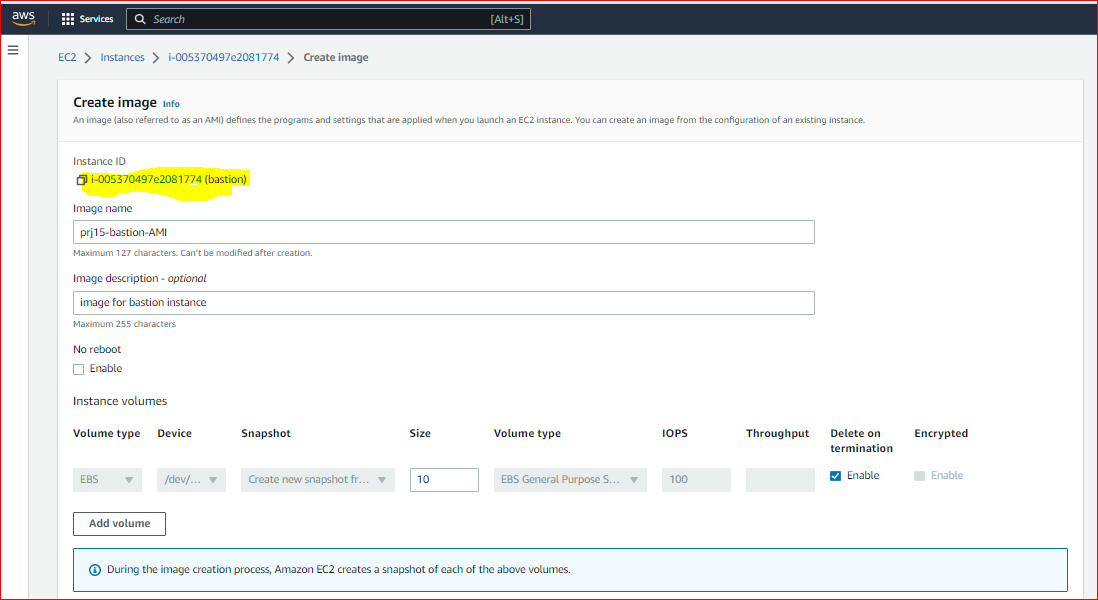 aws Services Search [Alt+S]
EC2 > Instances > i-005370497e2081774 > Create image
Create image Info
An image (also referred to as an AMI) defines the programs and settings that are applied when you launch an EC2 instance. You can create an image from the configuration of an existing instance.
Instance ID
i-005370497e2081774 (bastion)
Image name
prj15-bastion-AMI
Maximum 127 characters. Can't be modified after creation.
Image description - optional
image for bastion instance
Maximum 255 characters
No reboot
Enable
Instance volumes
Volume type Device Snapshot Size Volume type IOPS Throughput Delete on termination Encrypted
EBS /dev/... Create new snapshot fr... 10 EBS General Purpose S... 100 Enable Enable
Add volume
During the image creation process, Amazon EC2 creates a snapshot of each of the above volumes.